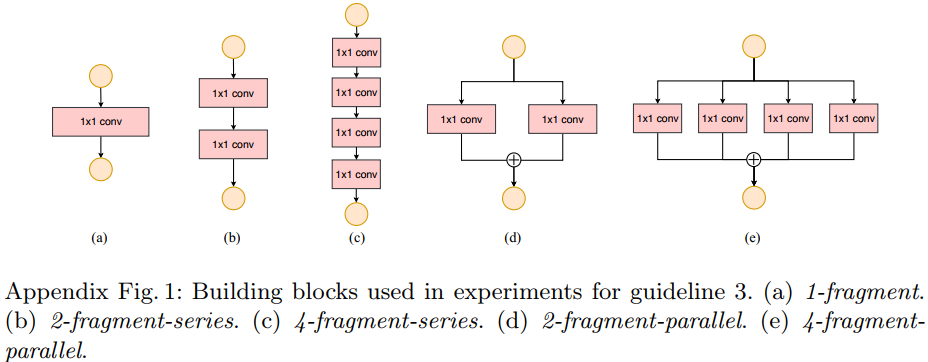 1x1 conv
(a)
1x1 conv
1x1 conv
(b)
1x1 conv
1x1 conv
1x1 conv
1x1 conv
(c)
1x1 conv
1x1 conv
(d)
1x1 conv
1x1 conv
1x1 conv
1x1 conv
(e)
Appendix Fig. 1: Building blocks used in experiments for guideline 3. (a) 1-fragment.
(b) 2-fragment-series. (c) 4-fragment-series. (d) 2-fragment-parallel. (e) 4-fragment-
parallel.